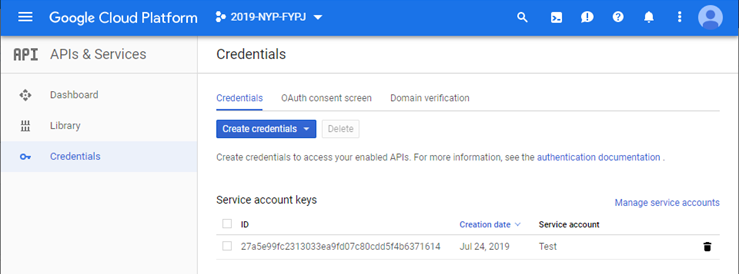 Google Cloud Platform
2019-NYP-FYPJ
API
APIs & Services
Credentials
Dashboard
Library
Credentials
Credentials
OAuth consent screen
Domain verification
Create credentials
Delete
Create credentials to access your enabled APIs. For more information, see the authentication documentation .
Service account keys
Manage service accounts
ID
Creation date
Service account
27a5e99fc2313033ea9fd07c80cdd5f4b6371614
Jul 24, 2019
Test